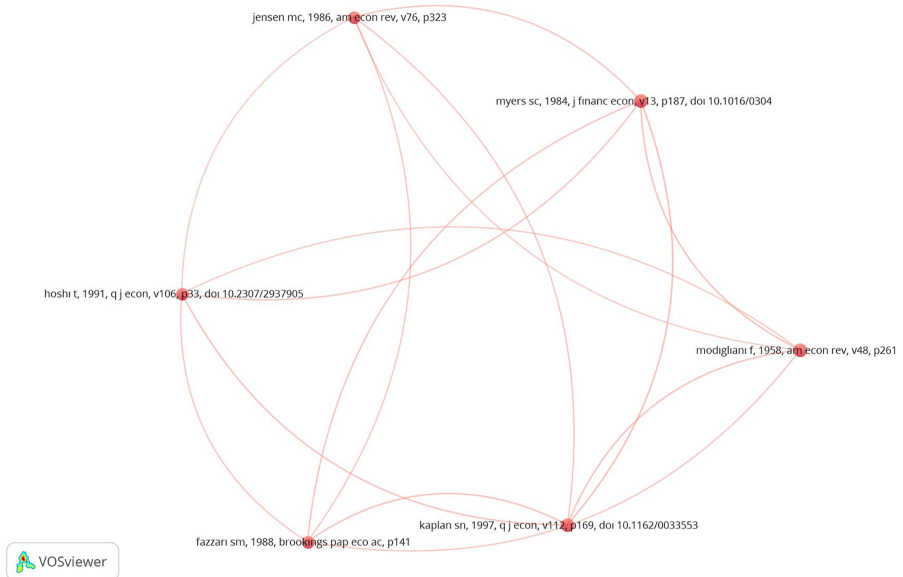 jensen mc, 1986, am econ rev, v76, p323
myers sc, 1984, j financ econ, v13, p187, doi 10.1016/0304
hoshi t, 1991, q j econ, v106, p33, doi 10.2307/2937905
modigliani f, 1958, am econ rev, v48, p261
kaplan sn, 1997, q j econ, v112, p169, doi 10.1162/0033553
fazzari sm, 1988, brookings pap eco ac, p141
VOSviewer